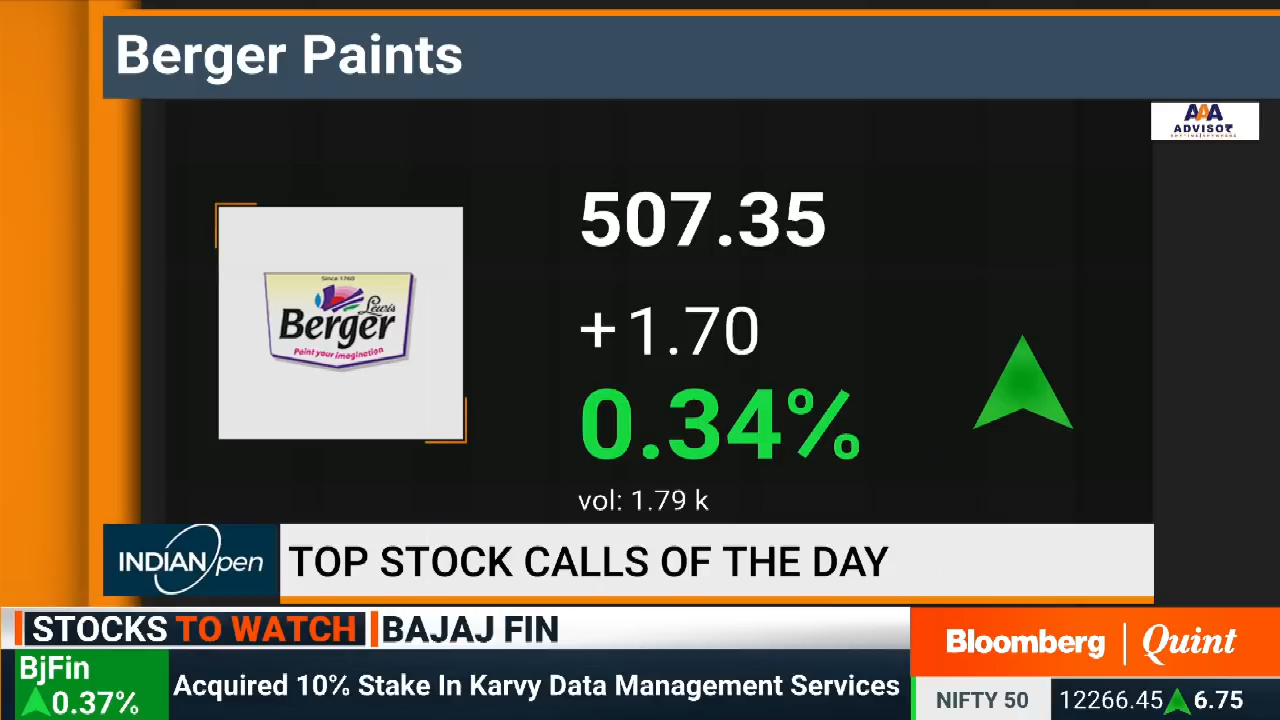 Berger Paints
AAA
ADVISO₹
507.35
Since 1760
Lewis
Berger
Paint your imagination
+1.70
0.34%
vol: 1.79 k
INDIAN pen
TOP STOCK CALLS OF THE DAY
STOCKS TO WATCH BAJAJ FIN
BjFin
0.37%
Acquired 10% Stake In Karvy Data Management Services
Bloomberg | Quint
NIFTY 50 12266.45 6.75